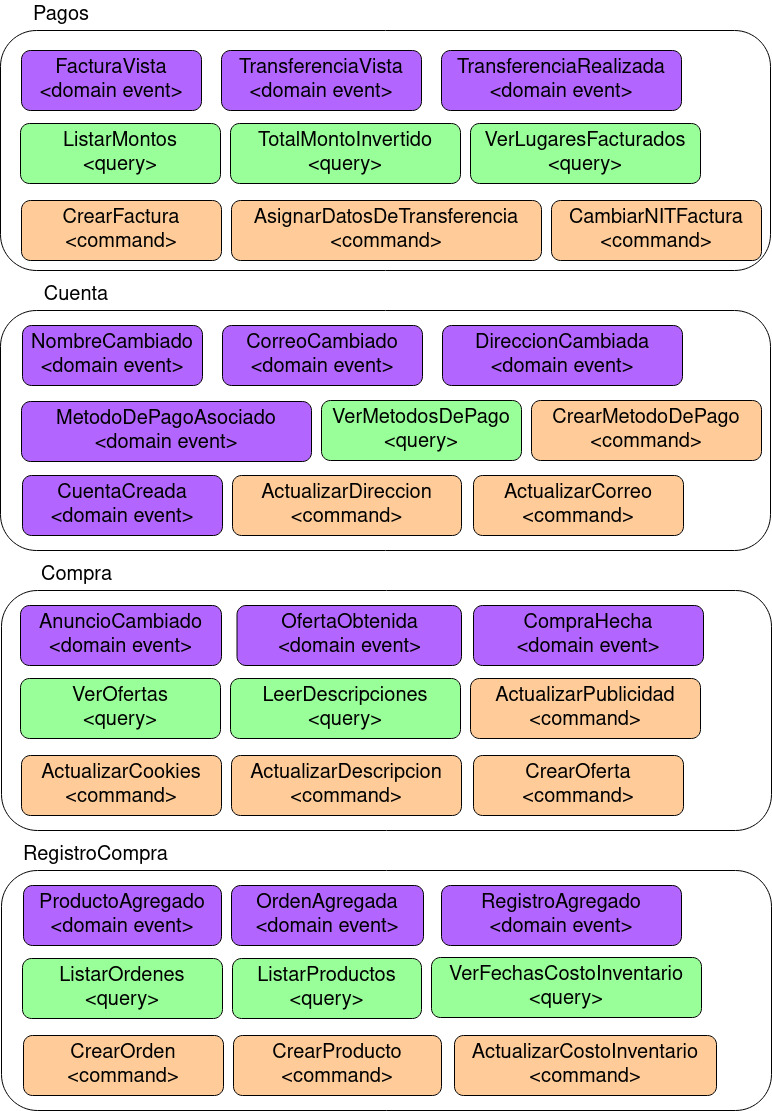 Pagos
FacturaVista
<domain event>
TransferenciaVista
<domain event>
TransferenciaRealizada
<domain event>
ListarMontos
<query>
TotalMontoInvertido
<query>
VerLugaresFacturados
<query>
CrearFactura
<command>
AsignarDatosDeTransferencia
<command>
CambiarNITFactura
<command>
Cuenta
NombreCambiado
<domain event>
CorreoCambiado
<domain event>
DireccionCambiada
<domain event>
MetodoDePagoAsociado
<domain event>
VerMetodosDePago
<query>
CrearMetodoDePago
<command>
CuentaCreada
<domain event>
ActualizarDireccion
<command>
ActualizarCorreo
<command>
Compra
AnuncioCambiado
<domain event>
OfertaObtenida
<domain event>
CompraHecha
<domain event>
VerOfertas
<query>
LeerDescripciones
<query>
ActualizarPublicidad
<command>
ActualizarCookies
<command>
ActualizarDescripcion
<command>
CrearOferta
<command>
RegistroCompra
ProductoAgregado
<domain event>
OrdenAgregada
<domain event>
RegistroAgregado
<domain event>
ListarOrdenes
<query>
ListarProductos
<query>
VerFechasCostoInventario
<query>
CrearOrden
<command>
CrearProducto
<command>
ActualizarCostoInventario
<command>